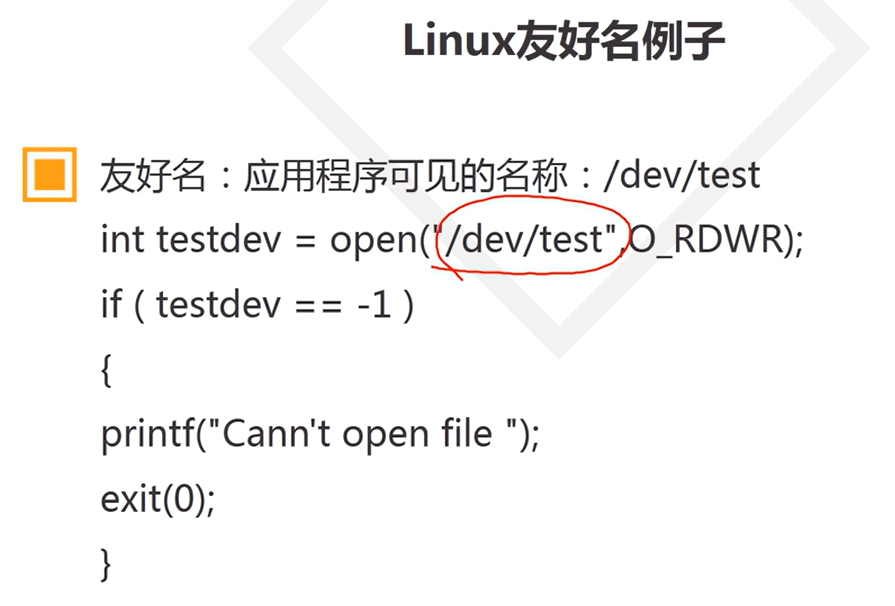 Linux友好名例子
友好名：应用程序可见的名称：/dev/test
int testdev = open("/dev/test",O_RDWR);
if ( testdev == -1 )
{
printf("Cann't open file ");
exit(0);
}